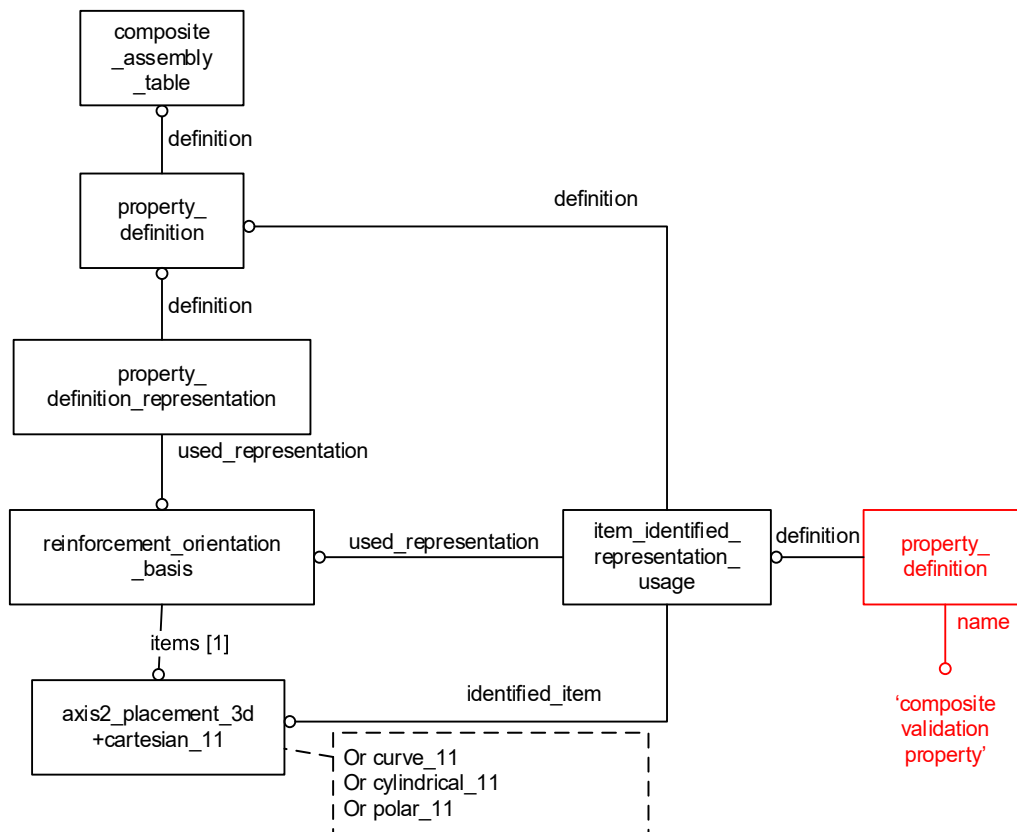 composite
_assembly
_table
definition
property_
definition
definition
definition
property_
definition_representation
used_representation
reinforcement_orientation
_basis
used_representation
item_identified_
representation_
usage
definition
property_
definition
name
items [1]
identified_item
axis2_placement_3d
+cartesian_11
‘composite
validation
property’
Or curve_11
Or cylindrical_11
Or polar_11